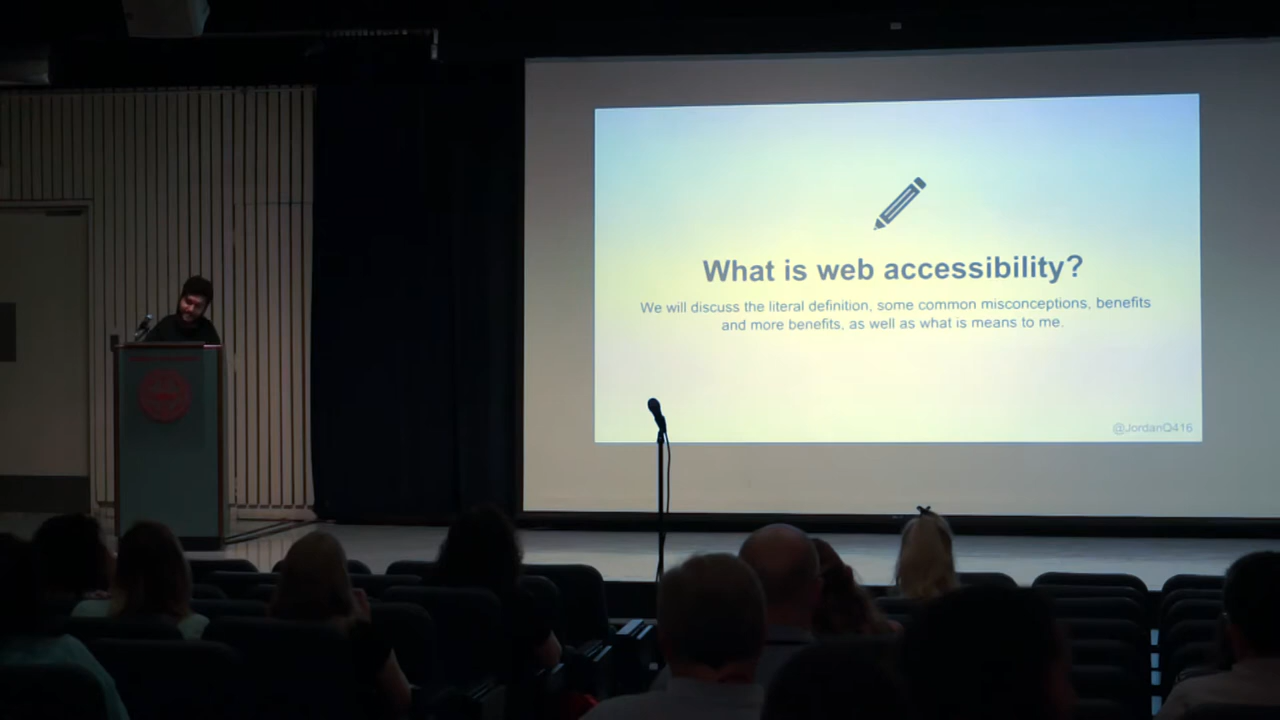 What is web accessibility?
We will discuss the literal definition, some common misconceptions, benefits
and more benefits, as well as what is means to me.
@JordanQ416